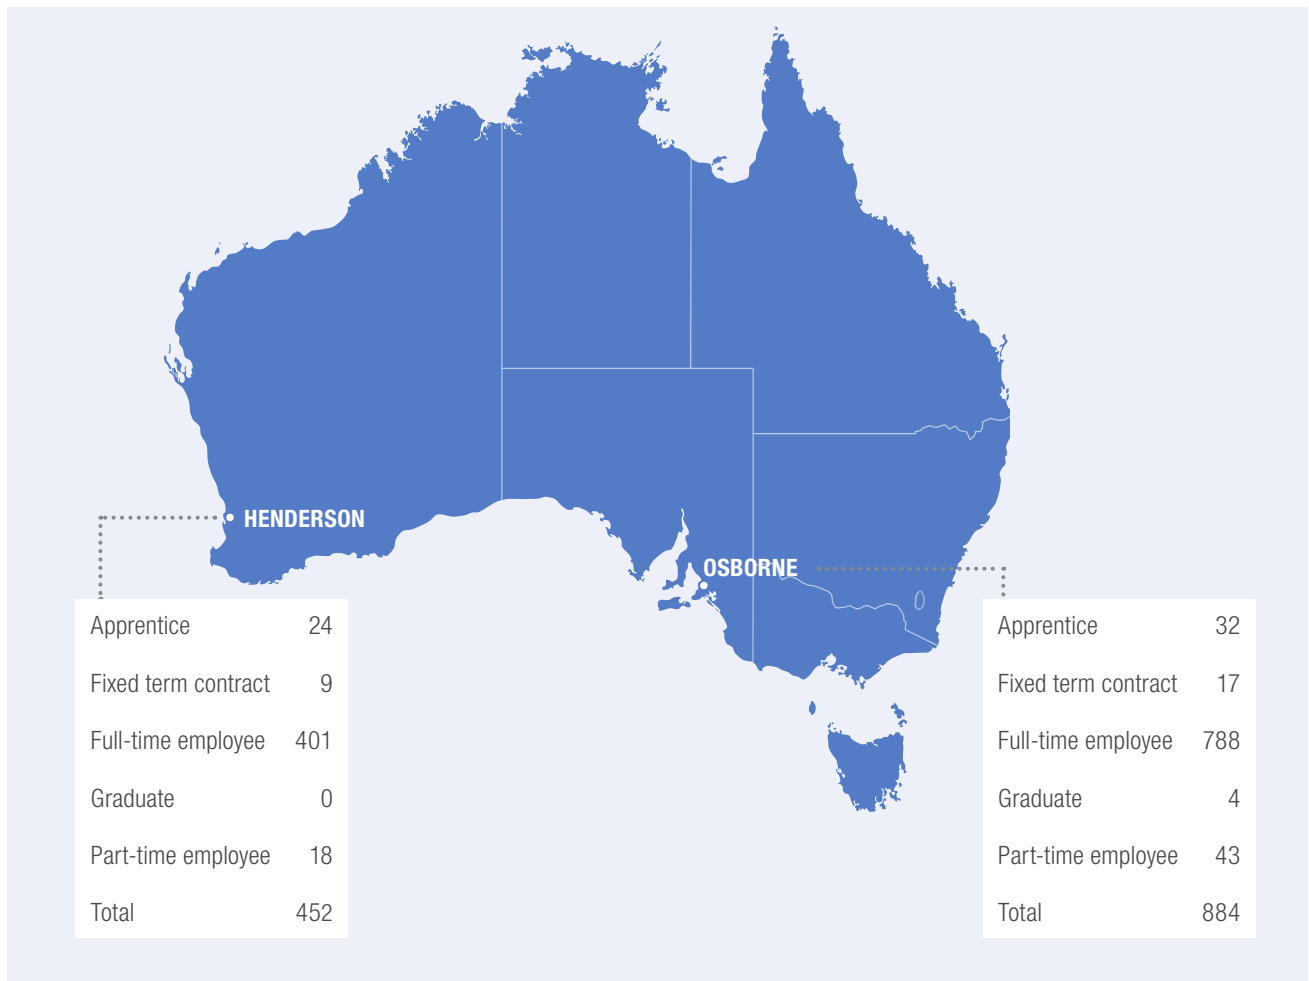 HENDERSON
OSBORNE
Apprentice 24
Fixed term contract 9
Full-time employee 401
Graduate 0
Part-time employee 18
Total 452
Apprentice 32
Fixed term contract 17
Full-time employee 788
Graduate 4
Part-time employee 43
Total 884